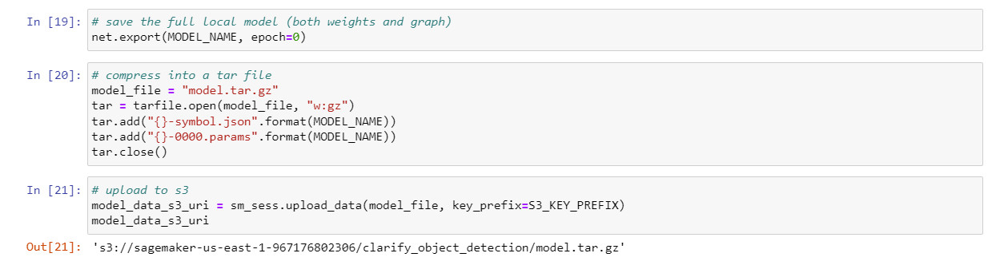 In [19]: # save the full local model (both weights and graph)
net.export(MODEL_NAME, epoch=0)
In [20]: # compress into a tar file
model_file = "model.tar.gz"
tar = tarfile.open(model_file, "w:gz")
tar.add("{}-symbol.json".format(MODEL_NAME))
tar.add("{}-0000.params".format(MODEL_NAME))
tar.close()
In [21]: # upload to s3
model_data_s3_uri = sm_sess.upload_data(model_file, key_prefix=S3_KEY_PREFIX)
model_data_s3_uri
Out[21]: 's3://sagemaker-us-east-1-967176802306/clarify_object_detection/model.tar.gz'